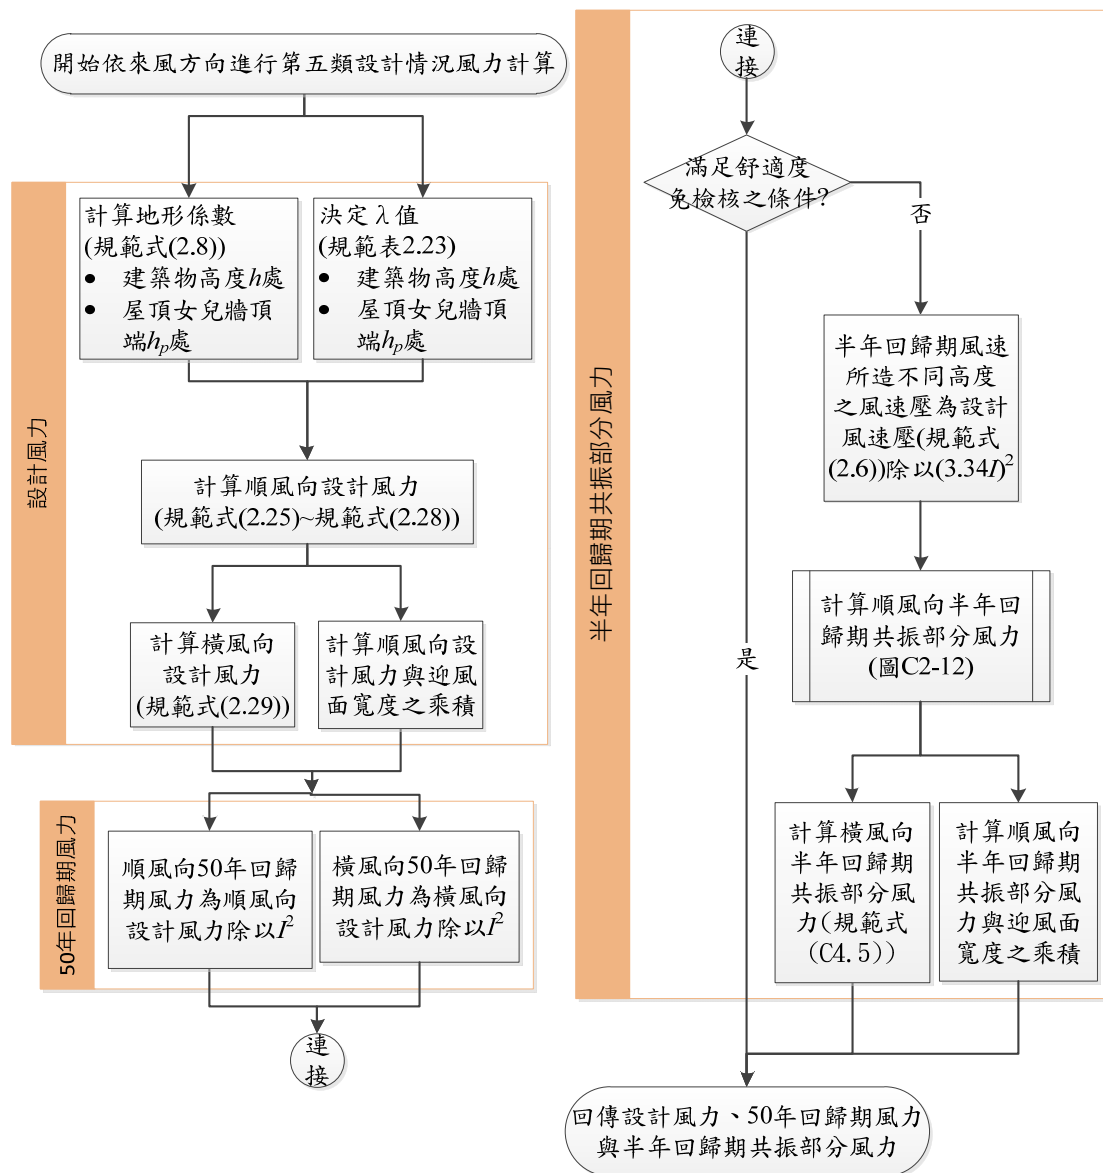 開始依來風方向進行第五類設計情況風力計算
設計風力
計算地形係數
(規範式(2.8))
• 建築物高度h處
• 屋頂女兒牆頂
端hp處
決定λ值
(規範表2.23)
• 建築物高度h處
• 屋頂女兒牆頂
端hp處
計算順風向設計風力
(規範式(2.25)~規範式(2.28))
計算橫風向
設計風力
(規範式(2.29))
計算順風向設
計風力與迎風
面寬度之乘積
50年回歸期風力
順風向50年回歸
期風力為順風向
設計風力除以I²
橫風向50年回歸
期風力為橫風向
設計風力除以I²
連
接
連
接
半年回歸期共振部分風力
滿足舒適度
免檢核之條件?
否
是
半年回歸期風速
所造不同高度
之風速壓為設計
風速壓(規範式
(2.6))除以(3.34I)²
計算順風向半年回
歸期共振部分風力
(圖C2-12)
計算橫風向
半年回歸期
共振部分風
力(規範式
(C4.5))
計算順風向
半年回歸期
共振部分風
力與迎風面
寬度之乘積
回傳設計風力、50年回歸期風力
與半年回歸期共振部分風力